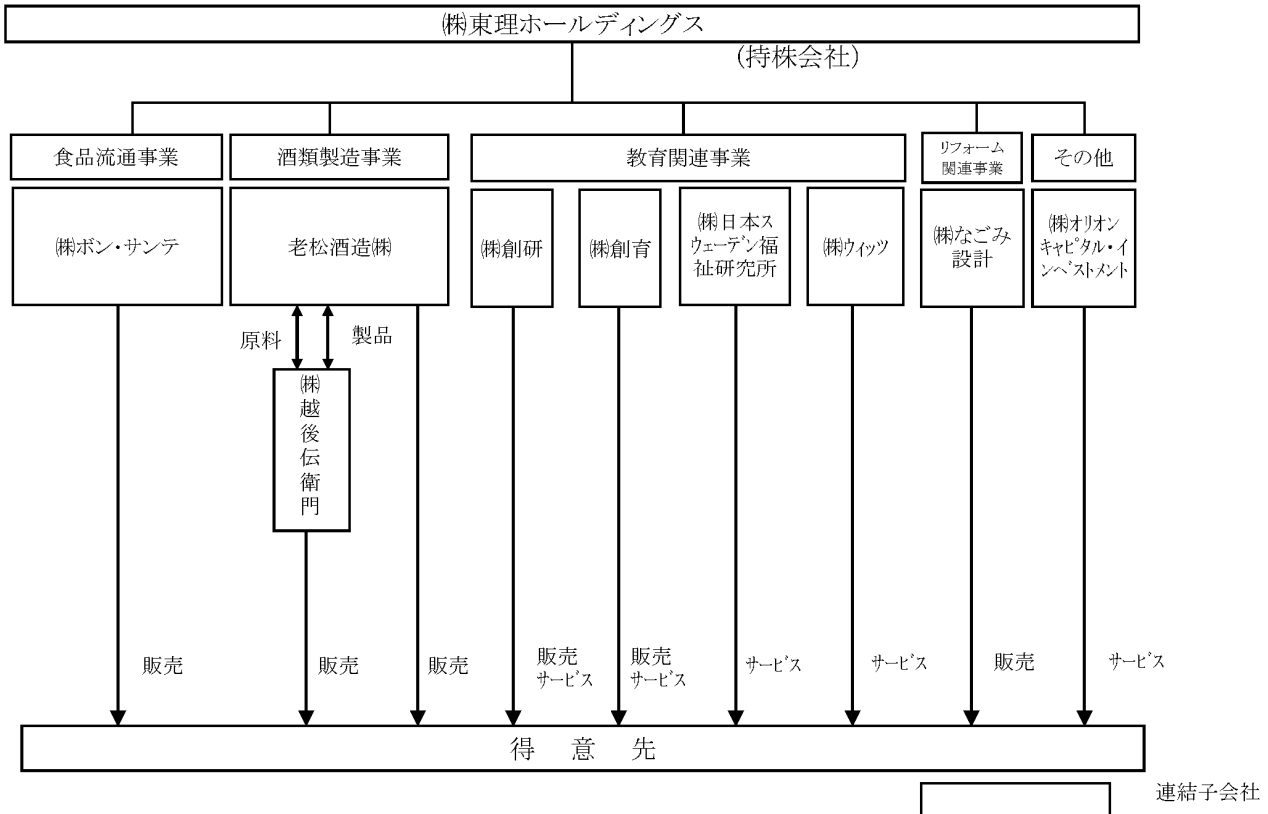 ㈱東理ホールディングス
(持株会社)
食品流通事業
酒類製造事業
教育関連事業
リフォーム
関連事業
その他
㈱ボン・サンテ
老松酒造㈱
㈱創研
㈱創育
(株)日本ス
ウェーデン福
祉研究所
㈱ウィッツ
㈱なごみ
設計
(株)オリオン
キャピタル・イ
ンベストメント
原料
製品
㈱
越
後
伝
衛
門
販売
販売
販売
販売
サービス
販売
サービス
サービス
サービス
販売
サービス
得 意 先
連結子会社